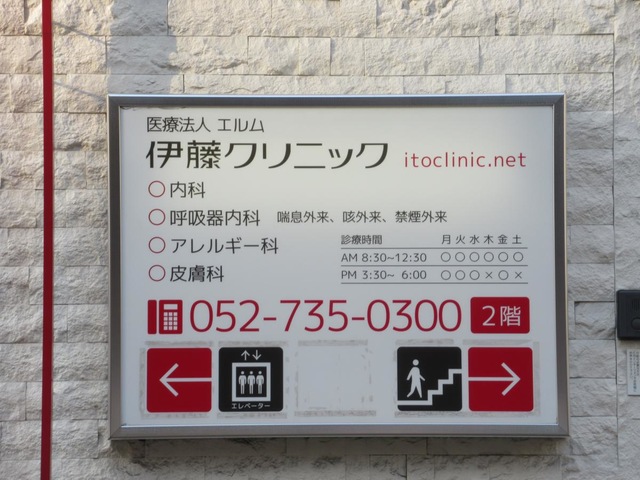 医療法人 エルム
伊藤クリニック itoclinic.net
○内科
○呼吸器内科 喘息外来、咳外来、禁煙外来
○アレルギー科
○皮膚科
診療時間 月 火 水 木 金 土
AM 8:30~12:30 ○○○○○○
PM 3:30~ 6:00 ○○○×○×
052-735-0300 2階
エレベーター